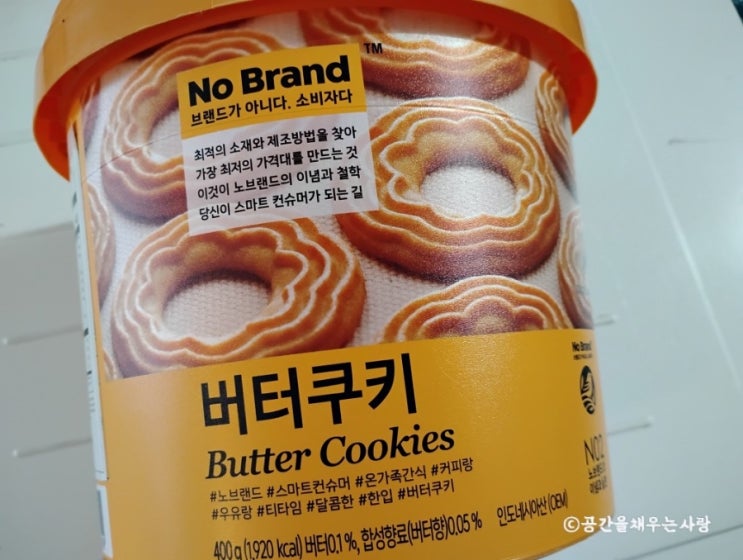 No Brand
TM
브랜드가 아니다. 소비자다
최적의 소재와 제조방법을 찾아
가장 최저의 가격대를 만드는 것
이것이 노브랜드의 이념과 철학
당신이 스마트 컨슈머가 되는 길
버터쿠키
Butter Cookies
#노브랜드 #스마트컨슈머 #온가족간식 #커피랑
#우유랑 #티타임 #달콤한 #한입 #버터쿠키
400g (1,920 kcal) 버터0.1 %, 합성향료(버터향)0.05 %
인도네시아산 (OEM)
No Brand
©공간을채우는사람